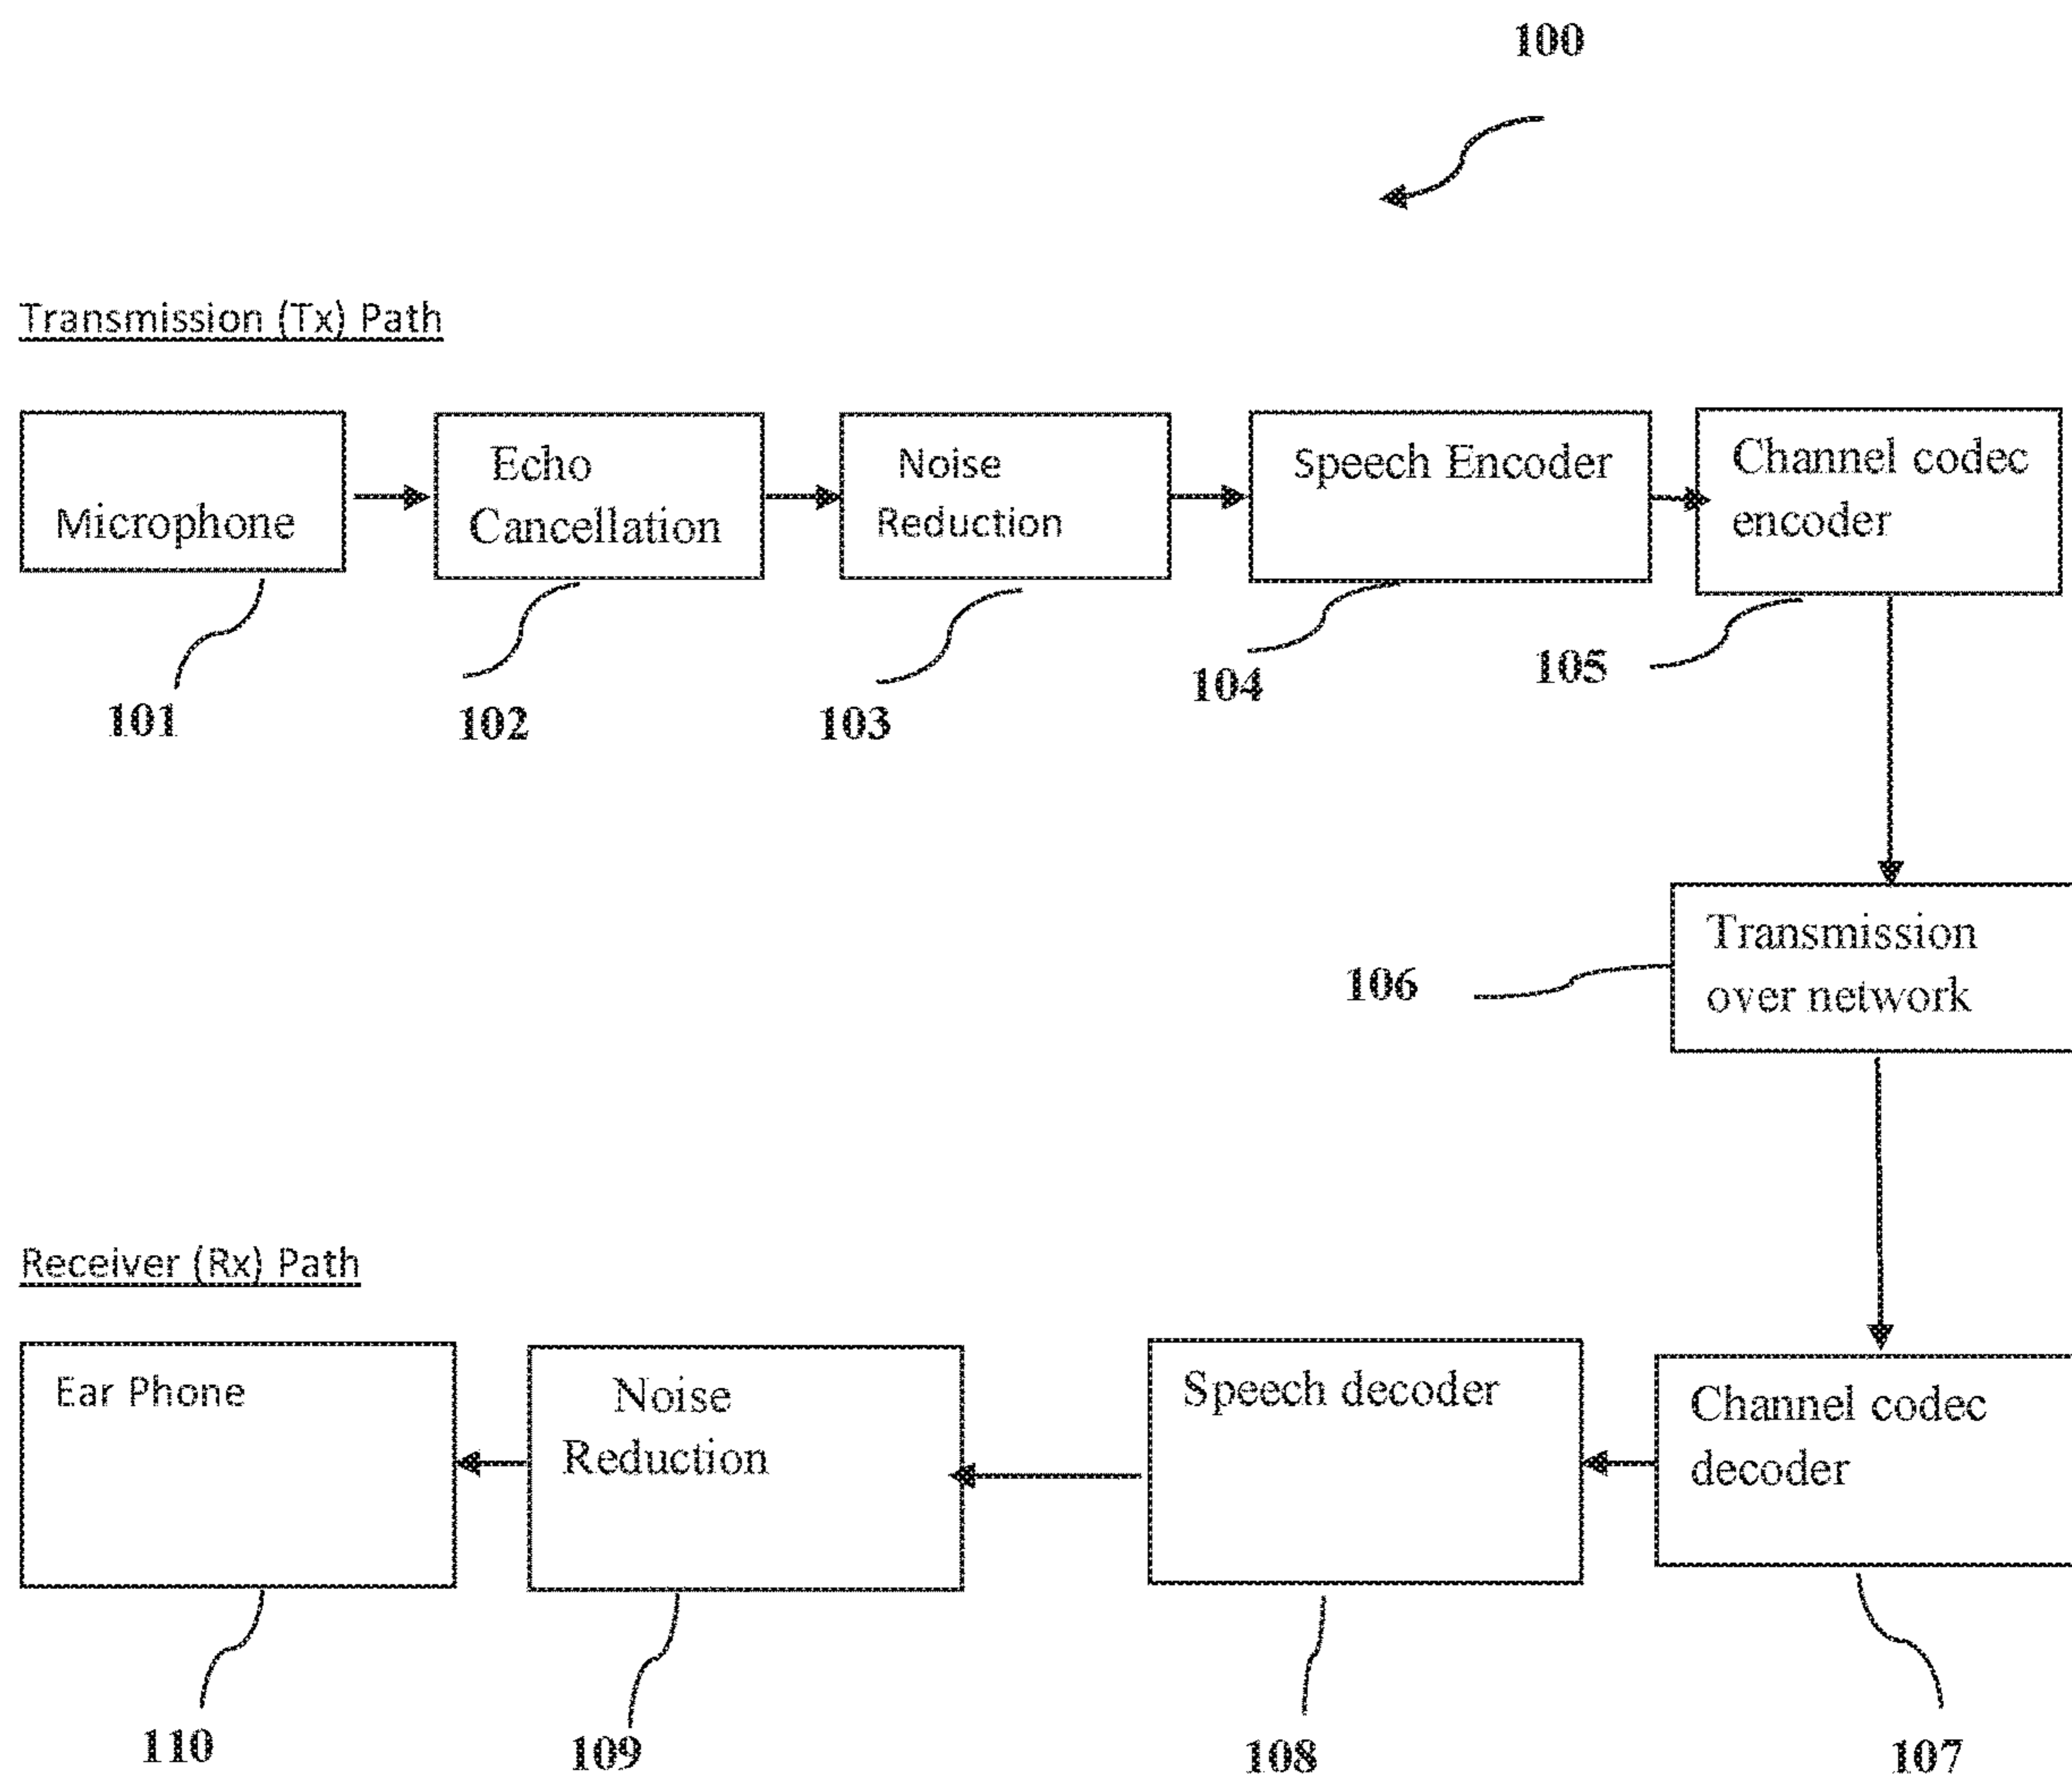 100
Transmission (Tx) Path
Microphone
Echo
Cancellation
Noise
Reduction
Speech Encoder
Channel codec
encoder
101
102
103
104
105
Transmission
over network
106
Receiver (Rx) Path
Ear Phone
Noise
Reduction
Speech decoder
Channel codec
decoder
110
109
108
107